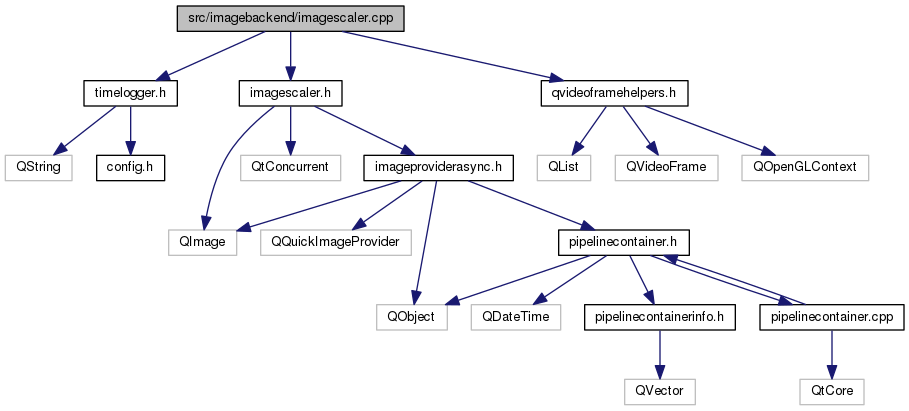 src/imagebackend/imagescaler.cpp
timelogger.h
imagescaler.h
qvideoframehelpers.h
QString
config.h
QtConcurrent
imageproviderasync.h
QList
QVideoFrame
QOpenGLContext
QImage
QQuickImageProvider
pipelinecontainer.h
QObject
QDateTime
pipelinecontainerinfo.h
pipelinecontainer.cpp
QVector
QtCore